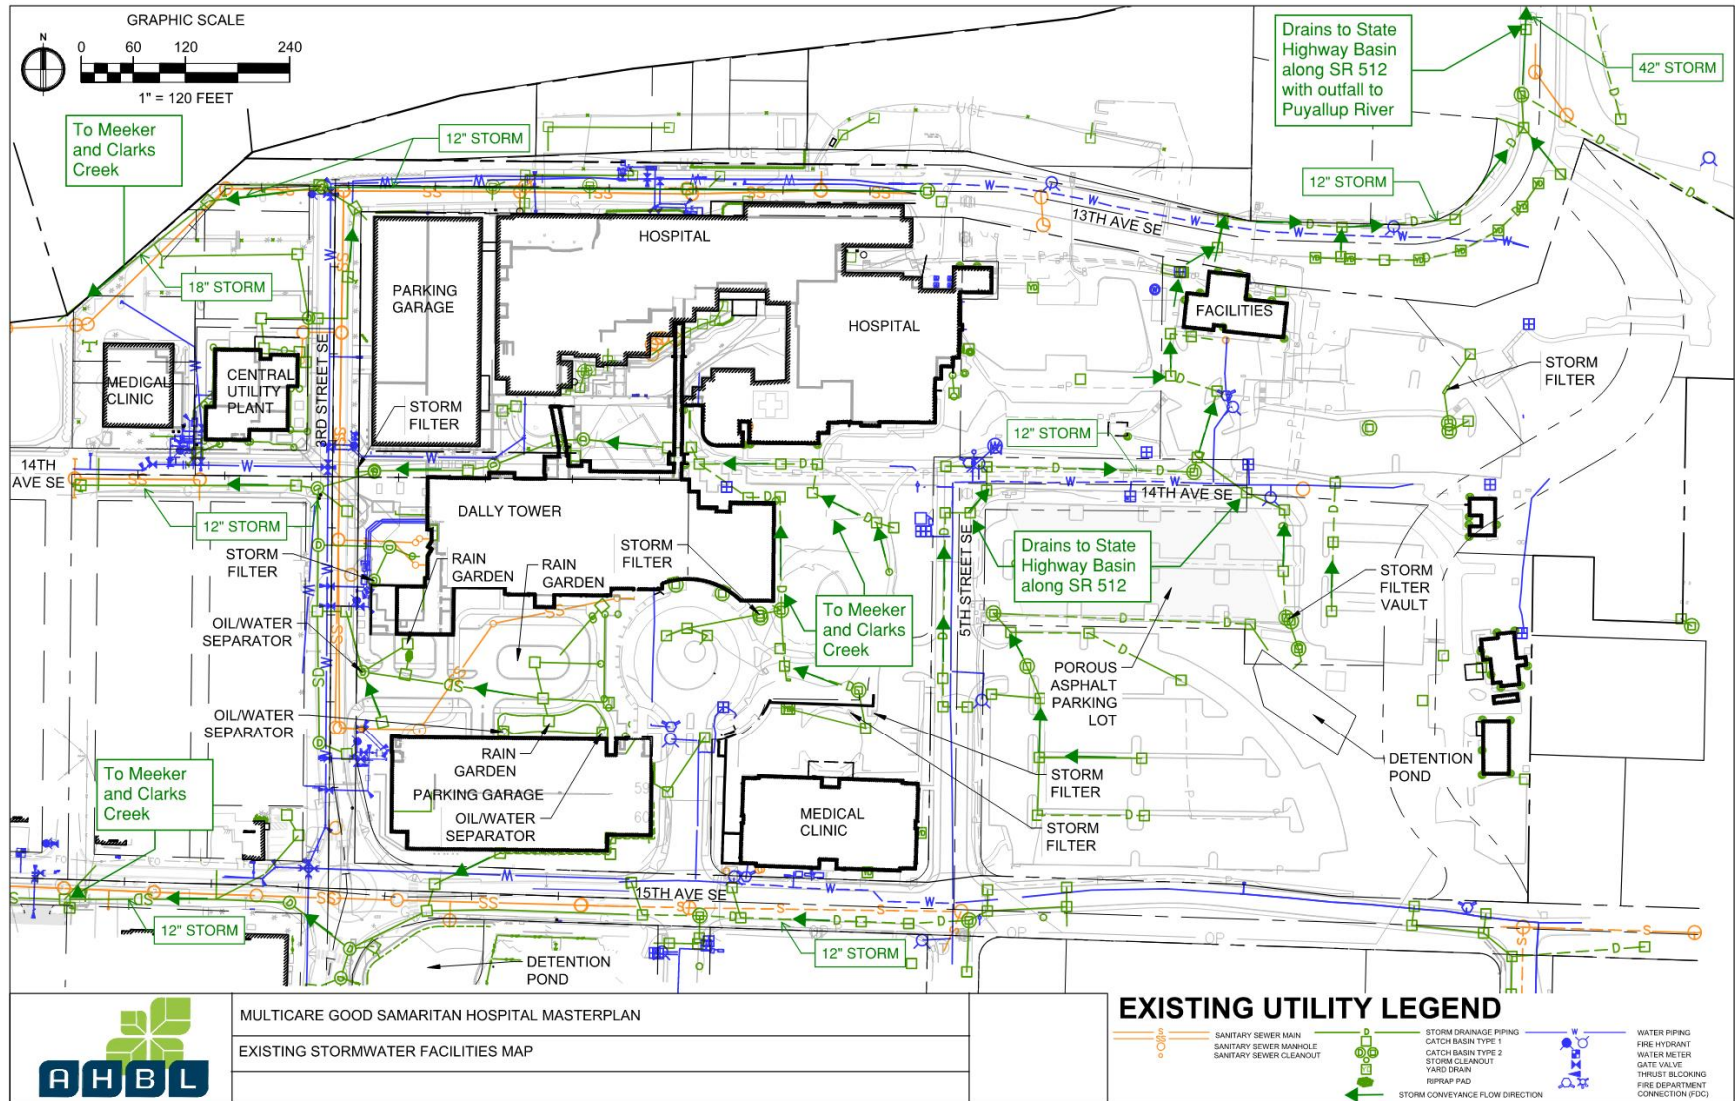 GRAPHIC SCALE
N
0 60 120 240
1" = 120 FEET
To Meeker
and Clarks
Creek
12" STORM
18" STORM
Drains to State
Highway Basin
along SR 512
with outfall to
Puyallup River
42" STORM
12" STORM
13TH AVE SE
UGE
UGE
HOSPITAL
PARKING
GARAGE
HOSPITAL
FACILITIES
STORM
FILTER
MEDICAL
CLINIC
CENTRAL
UTILITY
PLANT
3RD STREET SE
STORM
FILTER
12" STORM
14TH
AVE SE
14TH AVE SE
12" STORM
DALLY TOWER
STORM
FILTER
RAIN
GARDEN
RAIN
GARDEN
STORM
FILTER
5TH STREET SE
Drains to State
Highway Basin
along SR 512
STORM
FILTER
VAULT
To Meeker
and Clarks
Creek
OIL/WATER
SEPARATOR
POROUS
ASPHALT
PARKING
LOT
OIL/WATER
SEPARATOR
RAIN
GARDEN
DETENTION
POND
To Meeker
and Clarks
Creek
PARKING GARAGE
OIL/WATER
SEPARATOR
MEDICAL
CLINIC
STORM
FILTER
STORM
FILTER
15TH AVE SE
12" STORM
12" STORM
DETENTION
POND
AHBL
MULTICARE GOOD SAMARITAN HOSPITAL MASTERPLAN
EXISTING STORMWATER FACILITIES MAP
EXISTING UTILITY LEGEND
S
SANITARY SEWER MAIN
SANITARY SEWER MANHOLE
SANITARY SEWER CLEANOUT
D
STORM DRAINAGE PIPING
CATCH BASIN TYPE 1
CATCH BASIN TYPE 2
STORM CLEANOUT
YARD DRAIN
RIPRAP PAD
STORM CONVEYANCE FLOW DIRECTION
W
WATER PIPING
FIRE HYDRANT
WATER METER
GATE VALVE
THRUST BLCOKING
FIRE DEPARTMENT
CONNECTION (FDC)